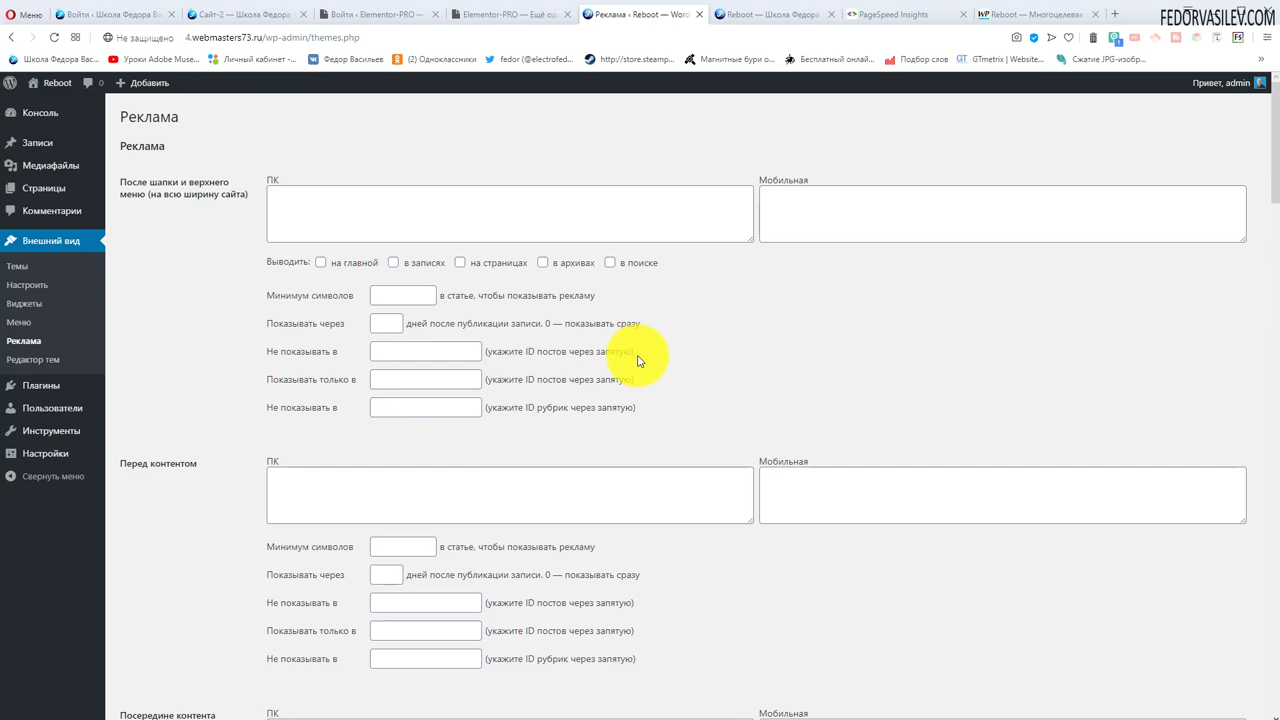 Меню
Войти ‹ Школа Федора Ва
Сайт-2 — Школа Федора
Войти ‹ Elementor-PRO —
Elementor-PRO — Ещё од
Реклама ‹ Reboot — Word
Reboot — Школа Федора
PageSpeed Insights
Reboot — Многоцелевая
FEDORVASILEV.COM
Не защищено
4.webmasters73.ru/wp-admin/themes.php
Школа Федора Васил...
Уроки Adobe Muse...
Личный кабинет -...
Федор Васильев
(2) Одноклассники
fedor (@electrofed...
http://store.steamp...
Магнитные бури о...
Бесплатный онлай...
Подбор слов
GTmetrix | Website...
Сжатие JPG-изобр...
Reboot
0
Добавить
Привет, admin
Консоль
Записи
Медиафайлы
Страницы
Комментарии
Внешний вид
Темы
Настроить
Виджеты
Меню
Реклама
Редактор тем
Плагины
Пользователи
Инструменты
Настройки
Свернуть меню
Реклама
Реклама
После шапки и верхнего
меню (на всю ширину сайта)
ПК
Мобильная
Выводить: на главной в записях на страницах в архивах в поиске
Минимум символов в статье, чтобы показывать рекламу
Показывать через дней после публикации записи. 0 — показывать сразу
Не показывать в (укажите ID постов через запятую)
Показывать только в (укажите ID постов через запятую)
Не показывать в (укажите ID рубрик через запятую)
Перед контентом
ПК
Мобильная
Минимум символов в статье, чтобы показывать рекламу
Показывать через дней после публикации записи. 0 — показывать сразу
Не показывать в (укажите ID постов через запятую)
Показывать только в (укажите ID постов через запятую)
Не показывать в (укажите ID рубрик через запятую)
Посередине контента
ПК
Мобильная